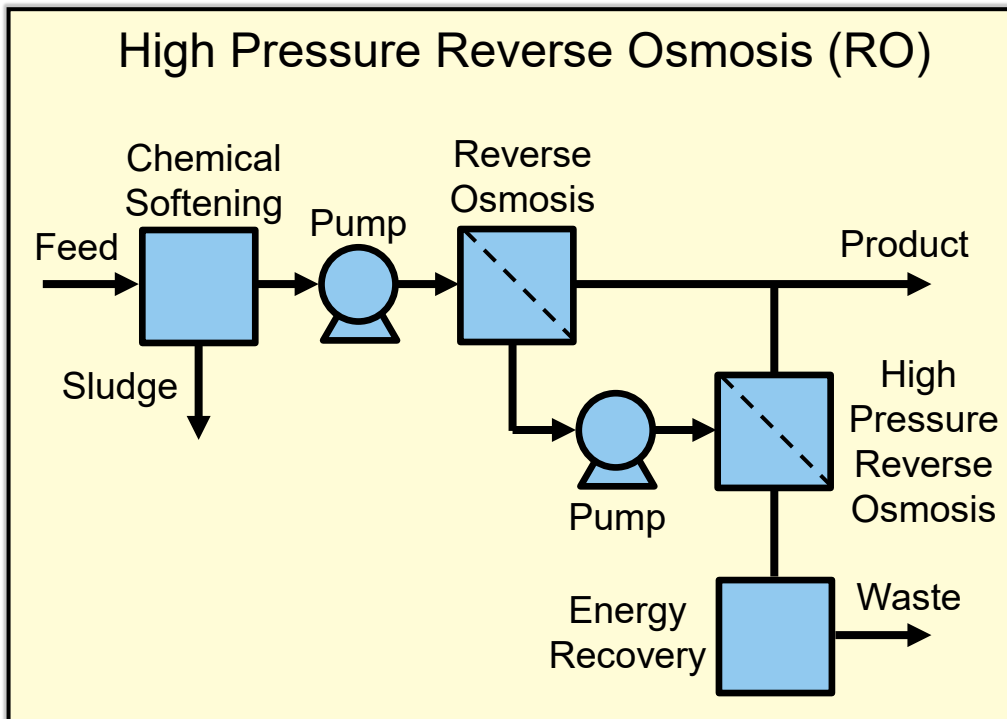 High Pressure Reverse Osmosis (RO)
Chemical
Softening
Feed
Sludge
Pump
Reverse
Osmosis
Product
Pump
High
Pressure
Reverse
Osmosis
Energy
Recovery
Waste